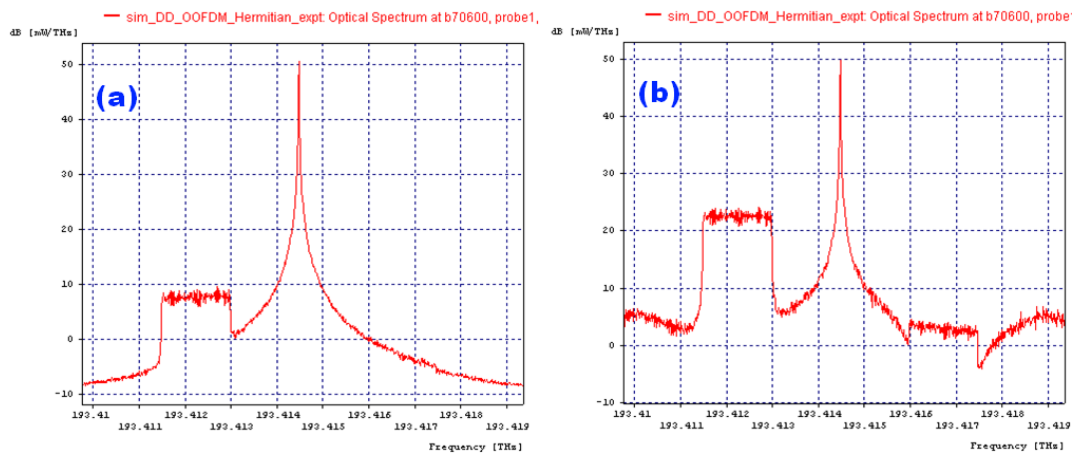 sim_DD_OOFDM_Hermitian_expt: Optical Spectrum at b70600, probe1,
dB [mW/THz]
(a)
50
40
30
20
10
0
-10
193.41 193.411 193.412 193.413 193.414 193.415 193.416 193.417 193.418 193.419
Frequency [THz]
sim_DD_OOFDM_Hermitian_expt: Optical Spectrum at b70600, probe1
dB [mW/THz]
(b)
50
40
30
20
10
0
-10
193.41 193.411 193.412 193.413 193.414 193.415 193.416 193.417 193.418 193.419
Frequency [THz]